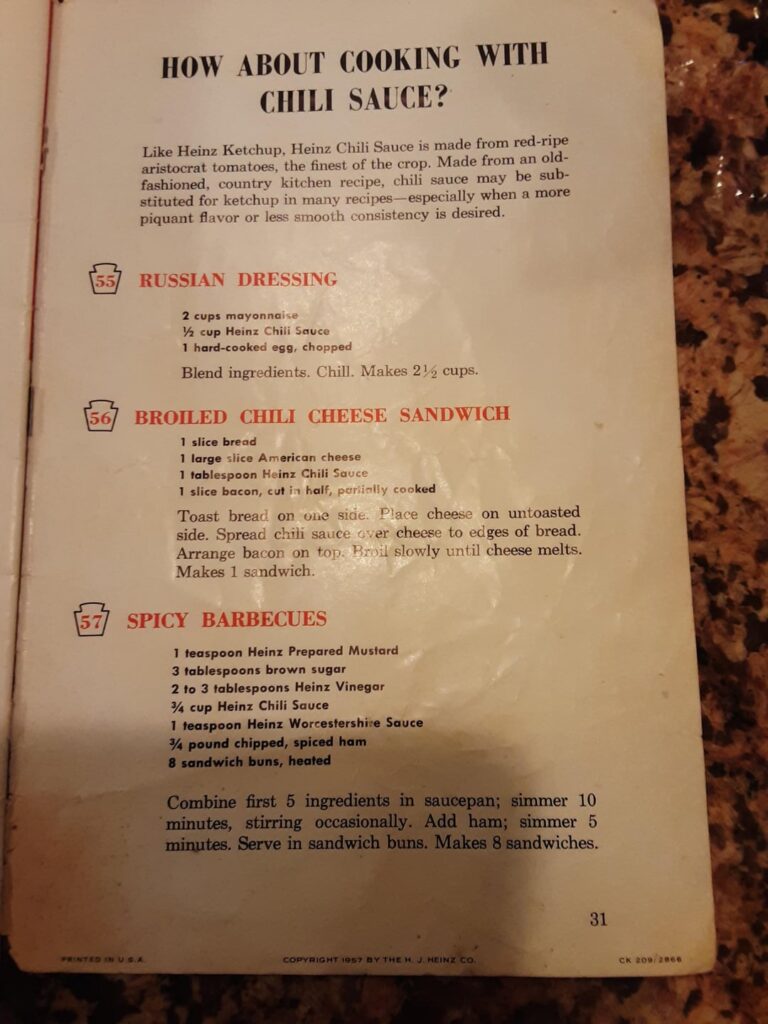 HOW ABOUT COOKING WITH
CHILI SAUCE?
Like Heinz Ketchup, Heinz Chili Sauce is made from red-ripe
aristocrat tomatoes, the finest of the crop. Made from an old-
fashioned, country kitchen recipe, chili sauce may be sub-
stituted for ketchup in many recipes—especially when a more
piquant flavor or less smooth consistency is desired.
55 RUSSIAN DRESSING
2 cups mayonnaise
½ cup Heinz Chili Sauce
1 hard-cooked egg, chopped
Blend ingredients. Chill. Makes 2½ cups.
56 BROILED CHILI CHEESE SANDWICH
1 slice bread
1 large slice American cheese
1 tablespoon Heinz Chili Sauce
1 slice bacon, cut in half, partially cooked
Toast bread on one side. Place cheese on untoasted
side. Spread chili sauce over cheese to edges of bread.
Arrange bacon on top. Broil slowly until cheese melts.
Makes 1 sandwich.
57 SPICY BARBECUES
1 teaspoon Heinz Prepared Mustard
3 tablespoons brown sugar
2 to 3 tablespoons Heinz Vinegar
¾ cup Heinz Chili Sauce
1 teaspoon Heinz Worcestershire Sauce
¾ pound chipped, spiced ham
8 sandwich buns, heated
Combine first 5 ingredients in saucepan; simmer 10
minutes, stirring occasionally. Add ham; simmer 5
minutes. Serve in sandwich buns. Makes 8 sandwiches.
31
PRINTED IN U.S.A. COPYRIGHT 1957 BY THE H. J. HEINZ CO. CK 209/2866